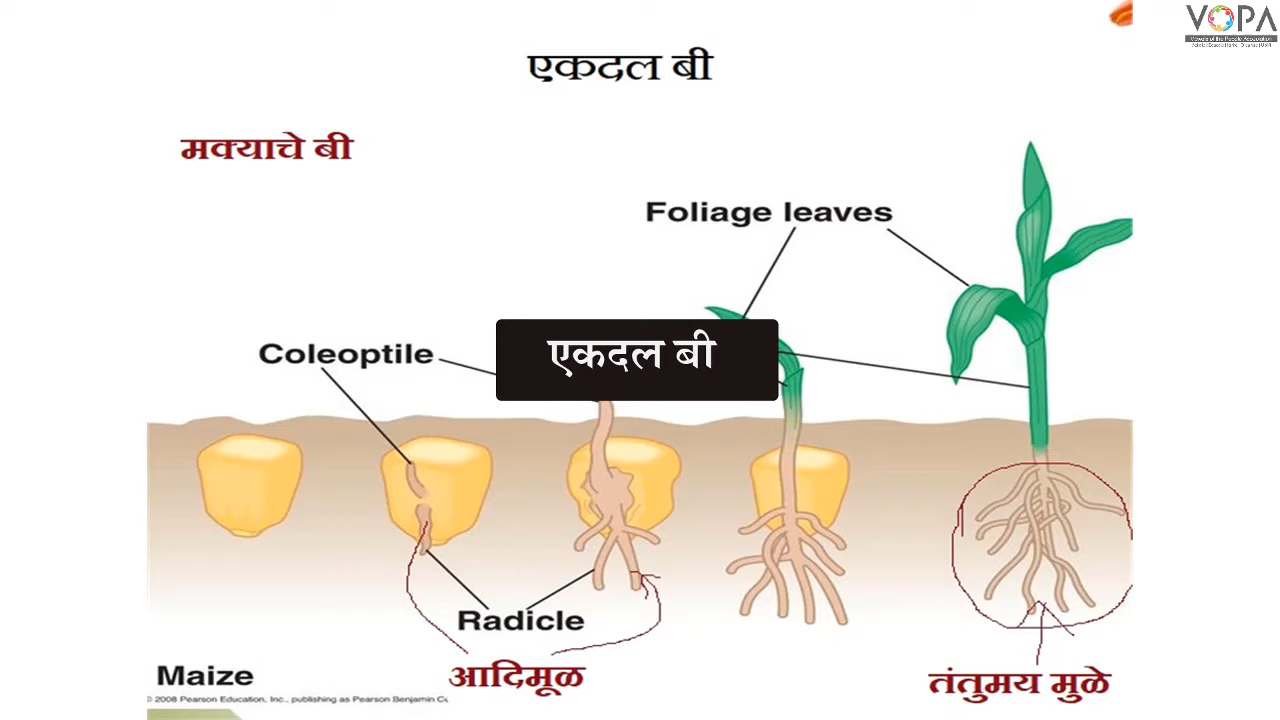 VOPA
एकदल बी
मक्याचे बी
Foliage leaves
Coleoptile
एकदल बी
Radicle
आदिमूळ
तंतुमय मुळे
Maize
© 2008 Pearson Education, Inc., publishing as Pearson Benjamin